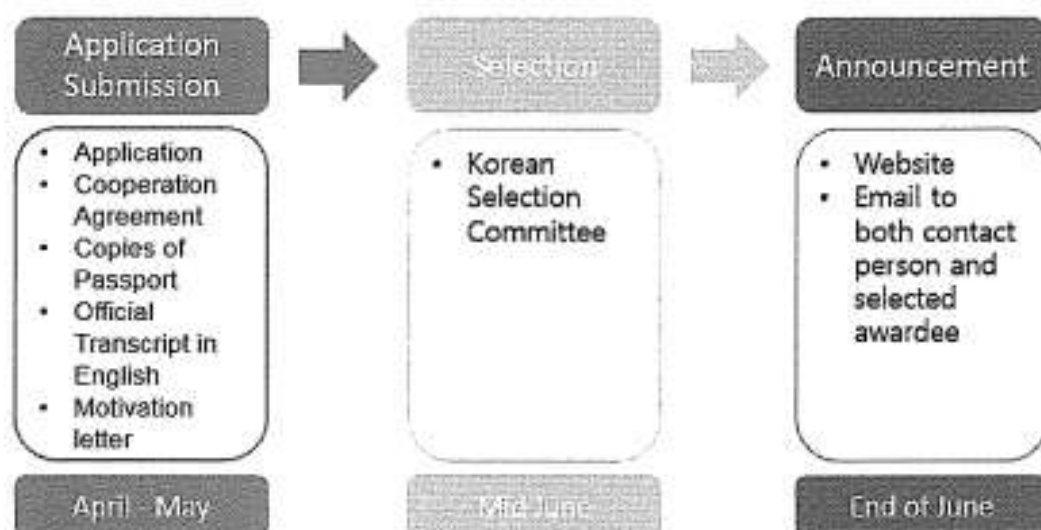 Application
Submission
• Application
• Cooperation
Agreement
• Copies of
Passport
• Official
Transcript in
English
• Motivation
letter
April - May
Selection
• Korean
Selection
Committee
Mid June
Announcement
• Website
• Email to
both contact
person and
selected
awardee
End of June